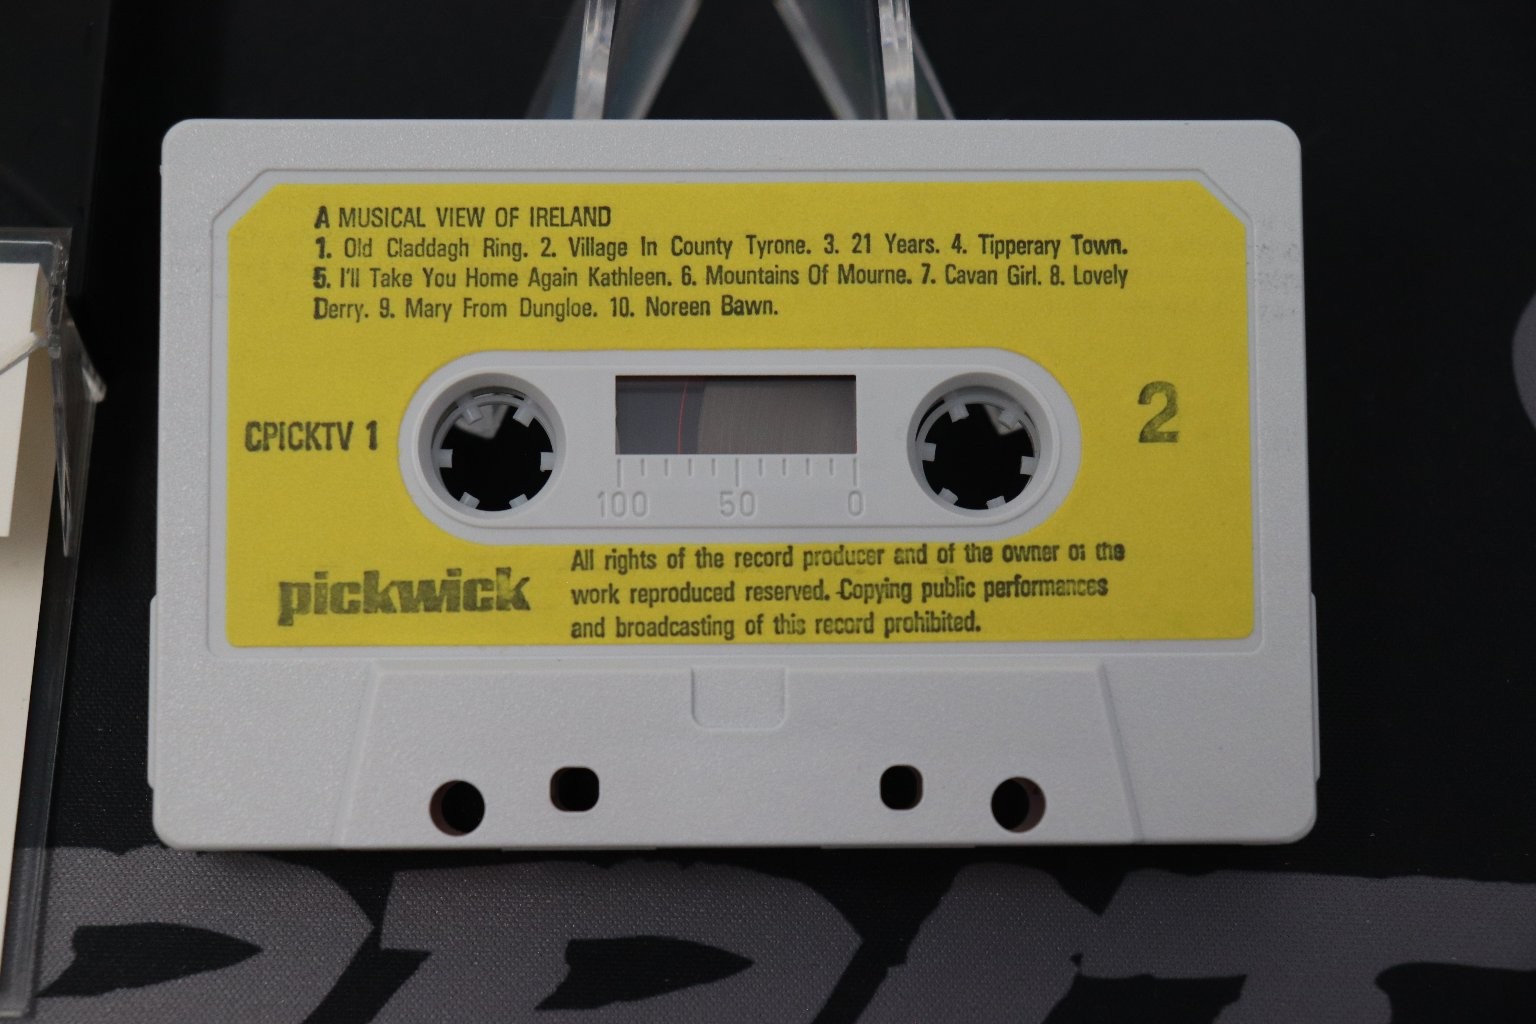 A MUSICAL VIEW OF IRELAND
1. Old Claddagh Ring. 2. Village In County Tyrone. 3. 21 Years. 4. Tipperary Town.
5. I'll Take You Home Again Kathleen. 6. Mountains Of Mourne. 7. Cavan Girl. 8. Lovely
Derry. 9. Mary From Dungloe. 10. Noreen Bawn.
CPICKTV 1
2
100 50 0
pickwick
All rights of the record producer and of the owner of the
work reproduced reserved. Copying public performances
and broadcasting of this record prohibited.